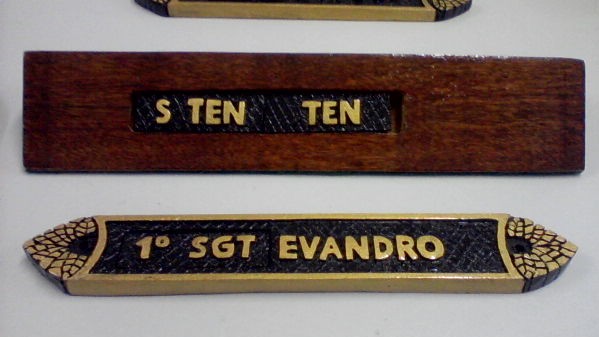 S TEN TEN
1º SGT EVANDRO